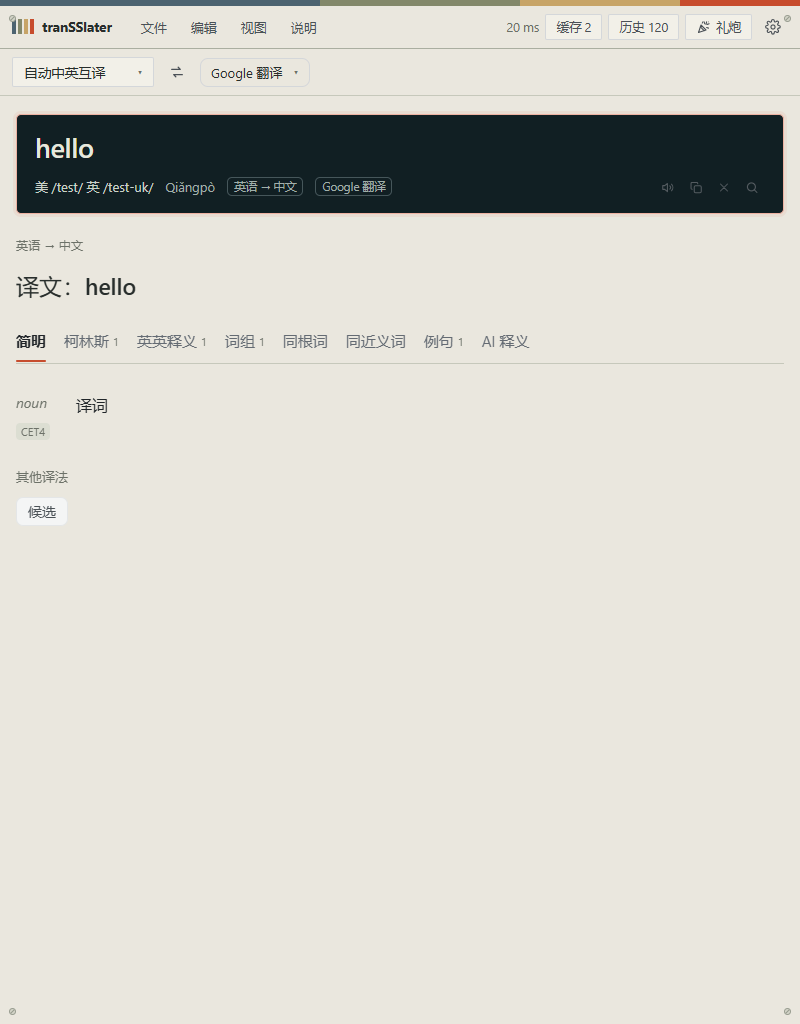 tranSSlater 文件 编辑 视图 说明 20 ms 缓存 2 历史 120 礼炮
自动中英互译 Google 翻译
hello
美 /test/ 英 /test-uk/ Qiǎngpò 英语 → 中文 Google 翻译
英语 → 中文
译文：hello
简明 柯林斯 1 英英释义 1 词组 1 同根词 同近义词 例句 1 AI 释义
noun 译词
CET4
其他译法
候选